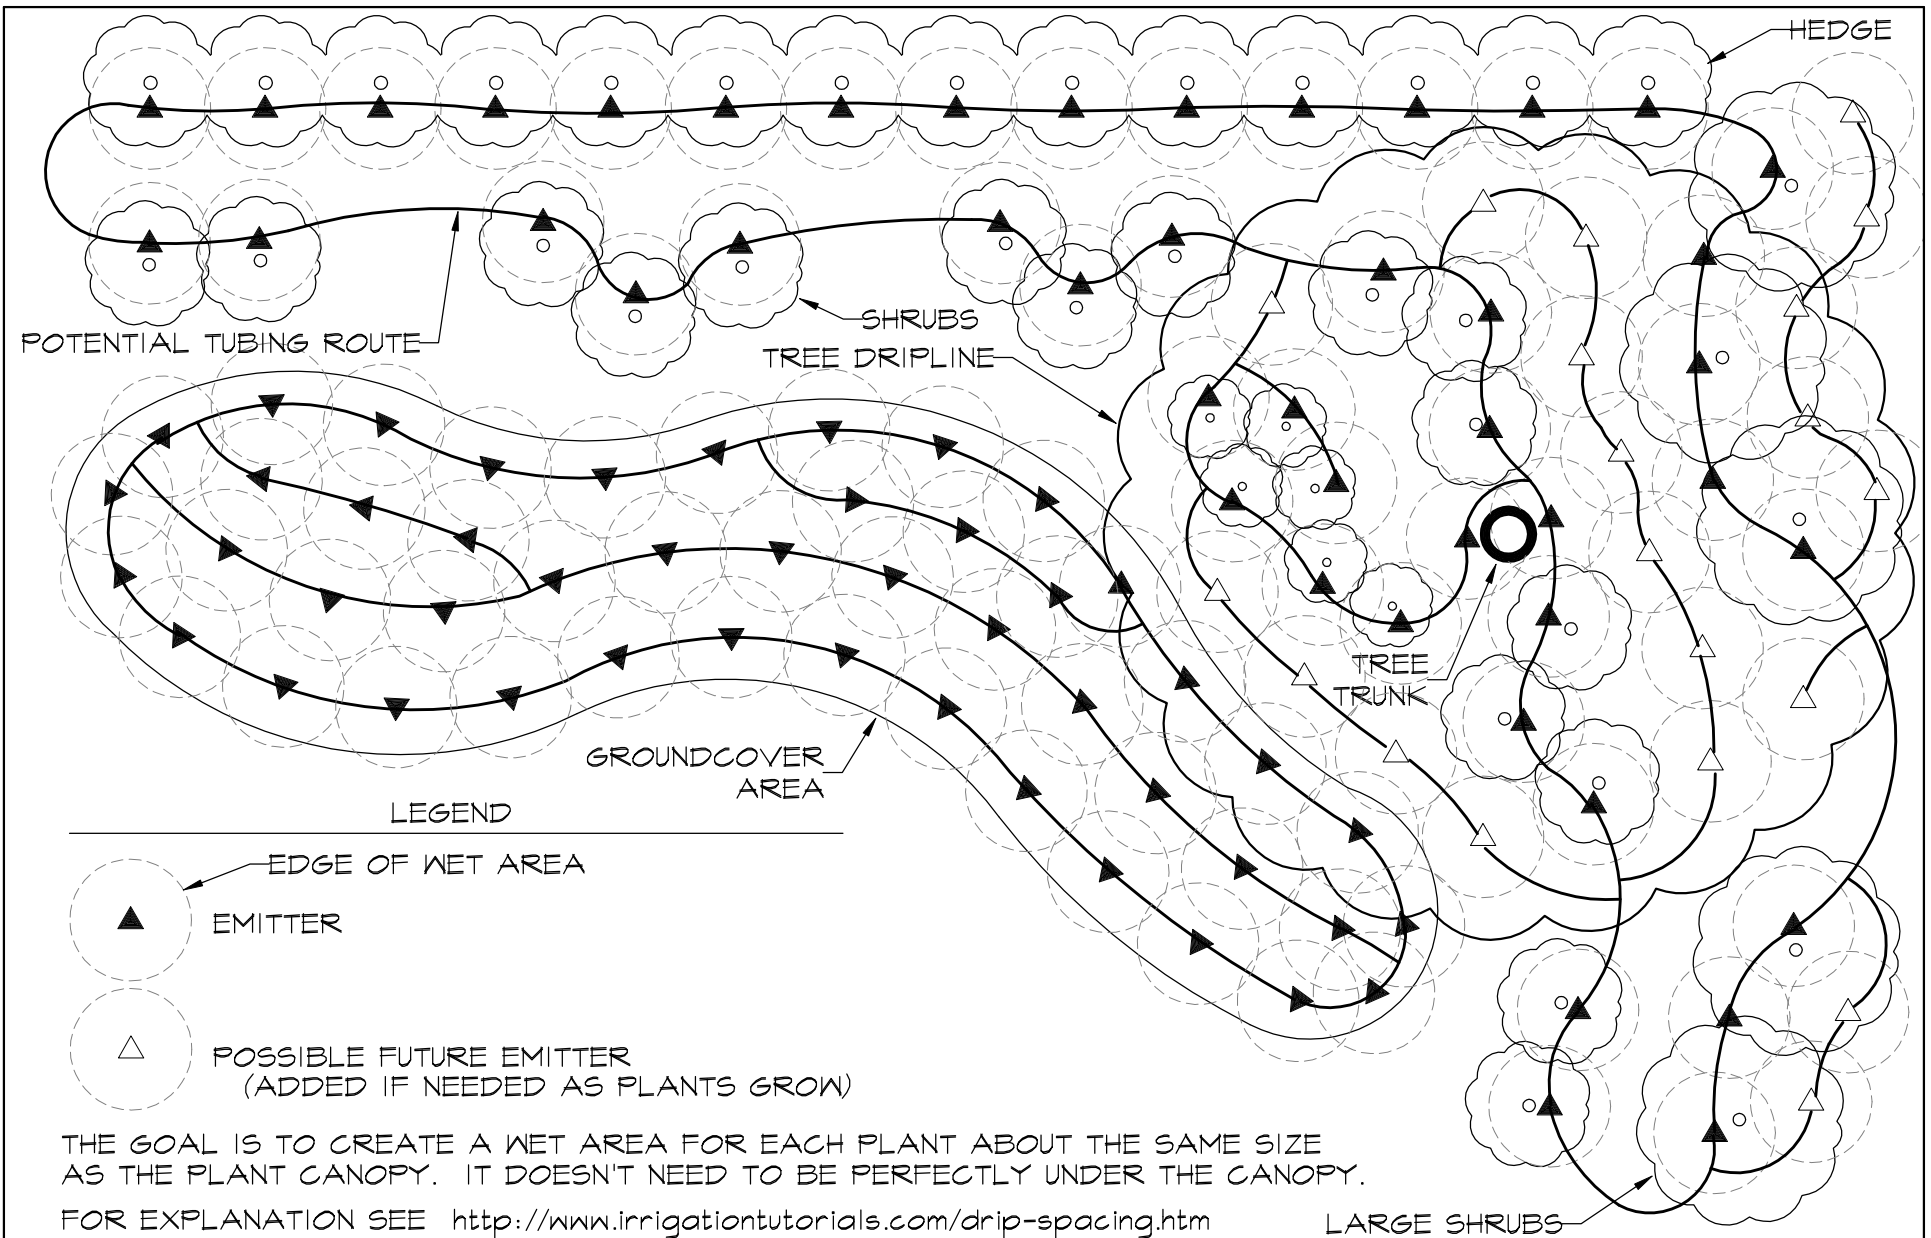 HEDGE
POTENTIAL TUBING ROUTE
SHRUBS
TREE DRIPLINE
TREE
TRUNK
GROUNDCOVER
AREA
LEGEND
EDGE OF WET AREA
EMITTER
POSSIBLE FUTURE EMITTER
(ADDED IF NEEDED AS PLANTS GROW)
THE GOAL IS TO CREATE A WET AREA FOR EACH PLANT ABOUT THE SAME SIZE
AS THE PLANT CANOPY. IT DOESN'T NEED TO BE PERFECTLY UNDER THE CANOPY.
FOR EXPLANATION SEE http://www.irrigationtutorials.com/drip-spacing.htm
LARGE SHRUBS